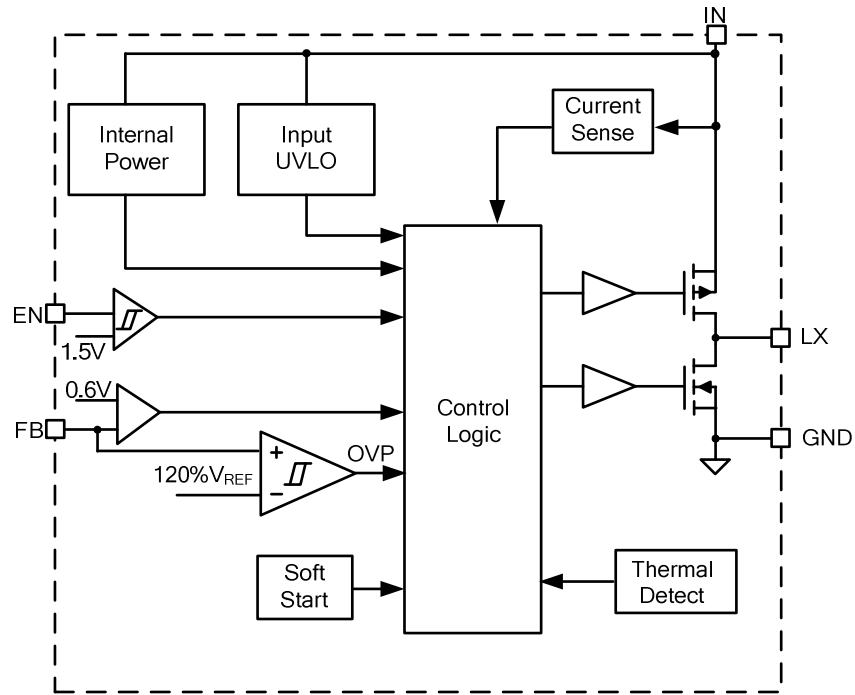 IN
Internal
Power
Input
UVLO
Current
Sense
EN
1.5V
LX
0.6V
FB
Control
Logic
GND
+
OVP
120%VREF
−
Soft
Start
Thermal
Detect